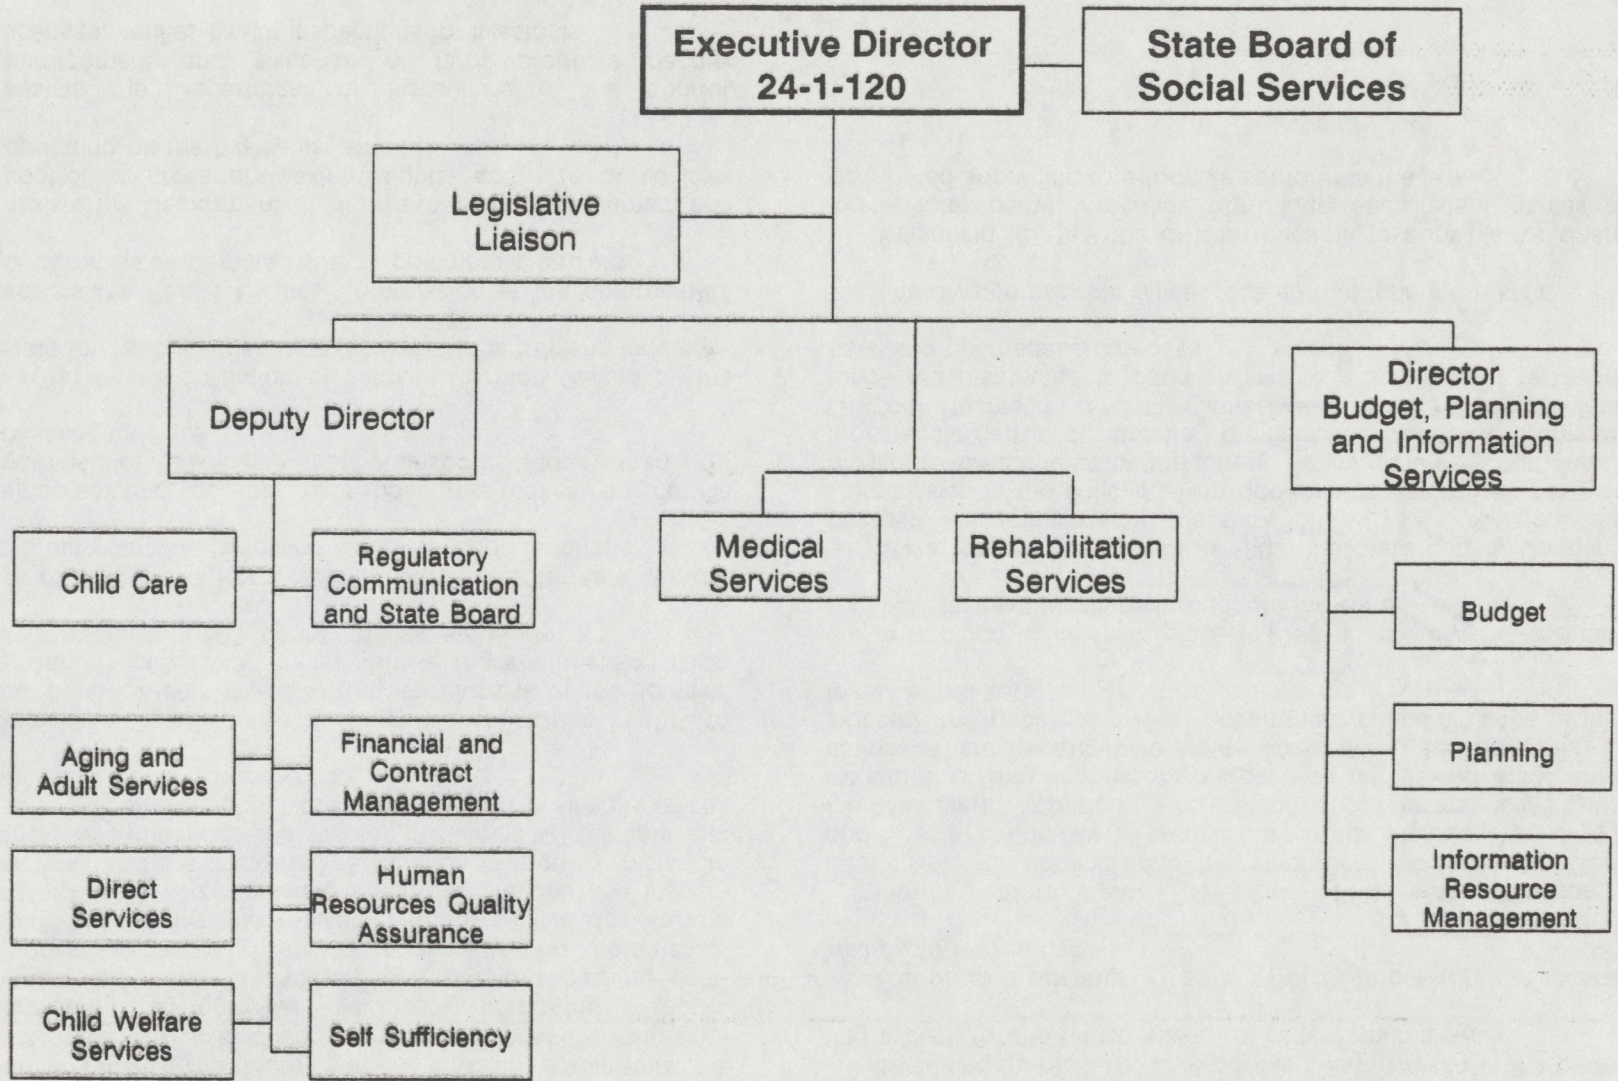 Executive Director
24-1-120
State Board of
Social Services
Legislative
Liaison
Deputy Director
Director
Budget, Planning
and Information
Services
Medical
Services
Rehabilitation
Services
Child Care
Regulatory
Communication
and State Board
Budget
Aging and
Adult Services
Financial and
Contract
Management
Planning
Direct
Services
Human
Resources Quality
Assurance
Information
Resource
Management
Child Welfare
Services
Self Sufficiency